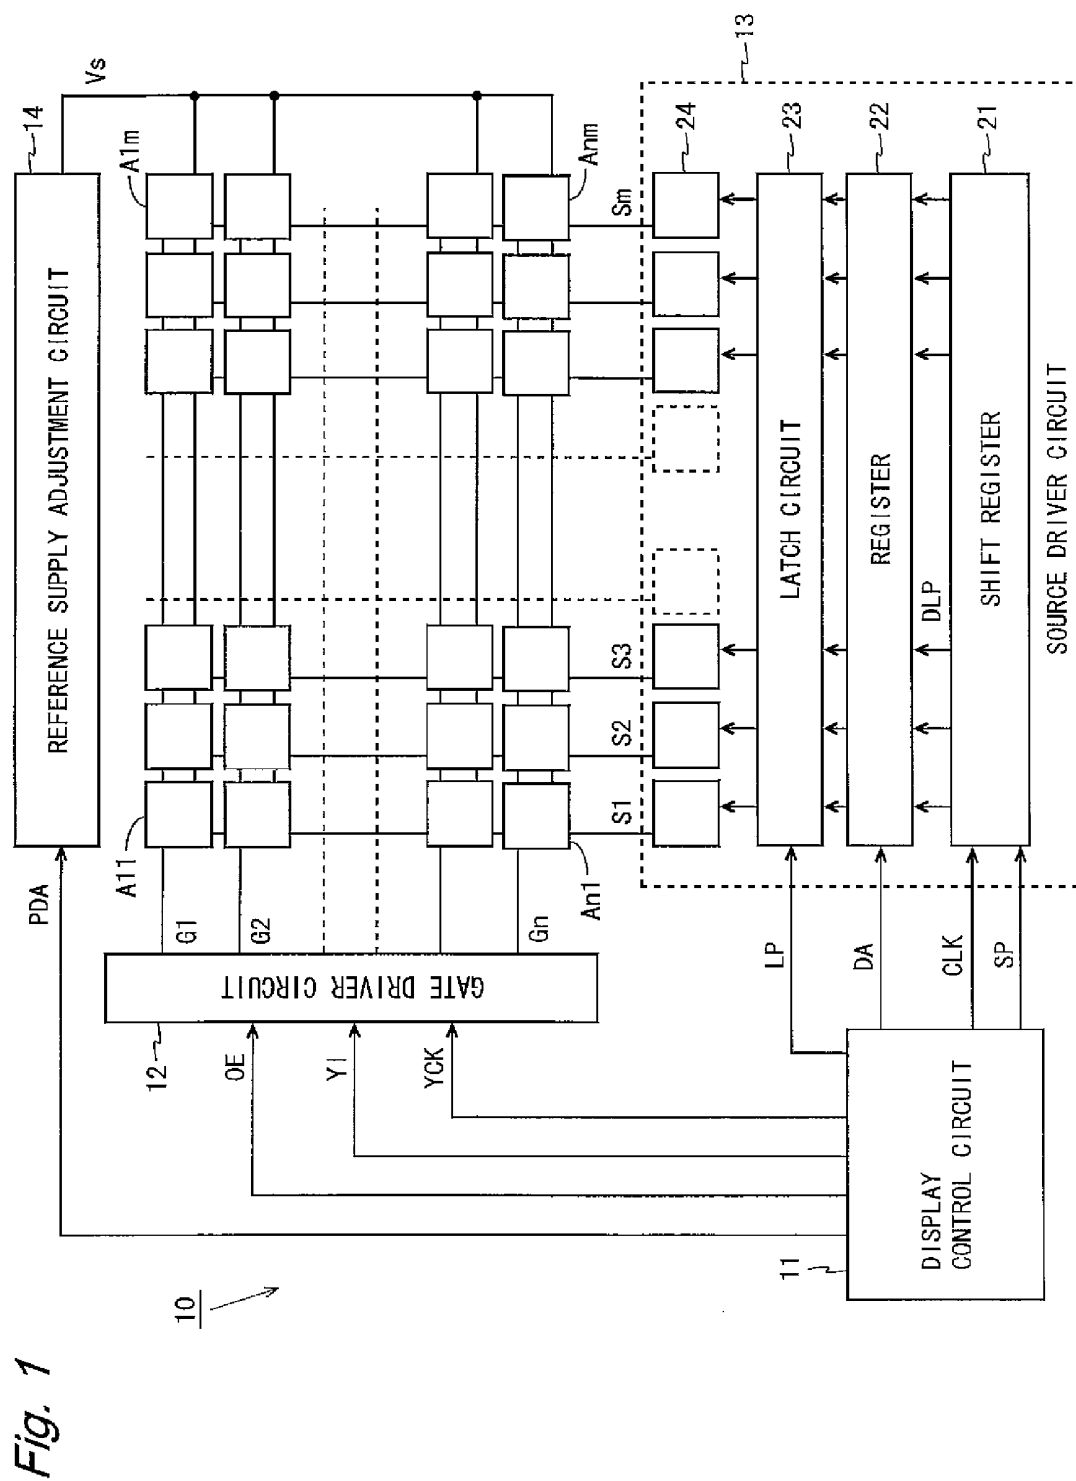 Fig. 1
10
REFERENCE SUPPLY ADJUSTMENT CIRCUIT
14
PDA
Vs
A11
A1m
G1
G2
Gn
An1
Anm
GATE DRIVER CIRCUIT
12
OE
YI
YCK
S1
S2
S3
Sm
13
24
LATCH CIRCUIT
23
REGISTER
22
DLP
SHIFT REGISTER
21
SOURCE DRIVER CIRCUIT
LP
DA
CLK
SP
11
DISPLAY
CONTROL CIRCUIT